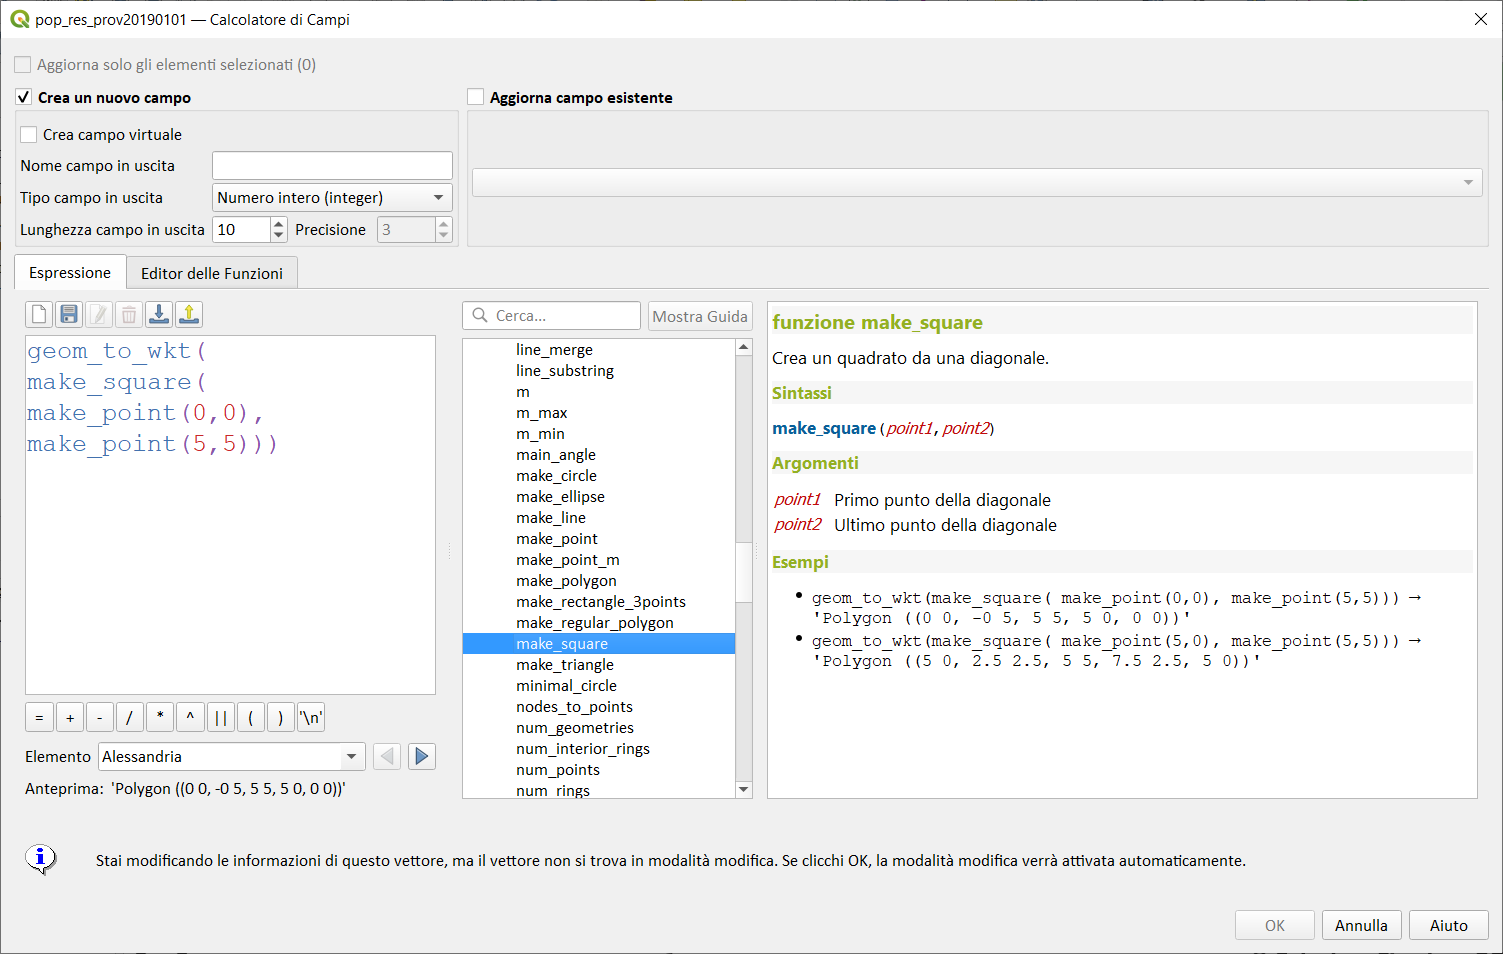 pop_res_prov20190101 — Calcolatore di Campi
Aggiorna solo gli elementi selezionati (0)
Crea un nuovo campo
Aggiorna campo esistente
Crea campo virtuale
Nome campo in uscita
Tipo campo in uscita
Numero intero (integer)
Lunghezza campo in uscita
10
Precisione
3
Espressione
Editor delle Funzioni
geom_to_wkt(
make_square(
make_point(0,0),
make_point(5,5)))
=
+
-
/
*
^
||
(
)
'\n'
Elemento
Alessandria
Anteprima: 'Polygon ((0 0, -0 5, 5 5, 5 0, 0 0))'
Cerca...
Mostra Guida
line_merge
line_substring
m
m_max
m_min
main_angle
make_circle
make_ellipse
make_line
make_point
make_point_m
make_polygon
make_rectangle_3points
make_regular_polygon
make_square
make_triangle
minimal_circle
nodes_to_points
num_geometries
num_interior_rings
num_points
num_rings
funzione make_square
Crea un quadrato da una diagonale.
Sintassi
make_square(point1,point2)
Argomenti
point1 Primo punto della diagonale
point2 Ultimo punto della diagonale
Esempi
• geom_to_wkt(make_square( make_point(0,0), make_point(5,5))) →
'Polygon ((0 0, -0 5, 5 5, 5 0, 0 0))'
• geom_to_wkt(make_square( make_point(5,0), make_point(5,5))) →
'Polygon ((5 0, 2.5 2.5, 5 5, 7.5 2.5, 5 0))'
Stai modificando le informazioni di questo vettore, ma il vettore non si trova in modalità modifica. Se clicchi OK, la modalità modifica verrà attivata automaticamente.
OK
Annulla
Aiuto